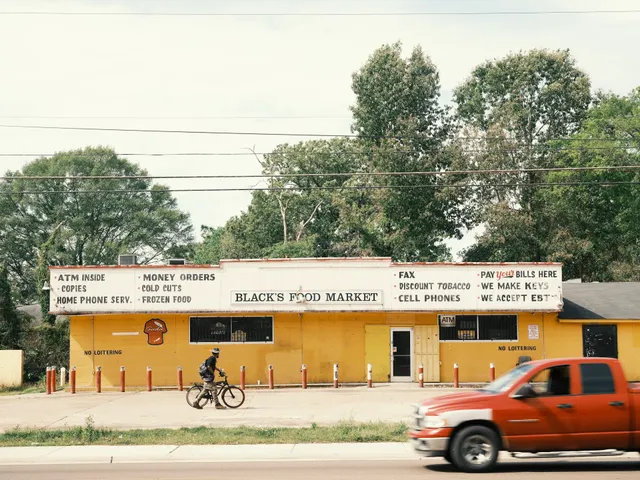 · ATM INSIDE
· COPIES
HOME PHONE SERV.
· MONEY ORDERS
· COLD CUTS
· FROZEN FOOD
BLACK'S FOOD MARKET
· FAX
DISCOUNT TOBACCO
· CELL PHONES
· PAY your BILLS HERE
· WE MAKE KEYS
· WE ACCEPT EBT
NO LOITERING
ATM
NO LOITERING